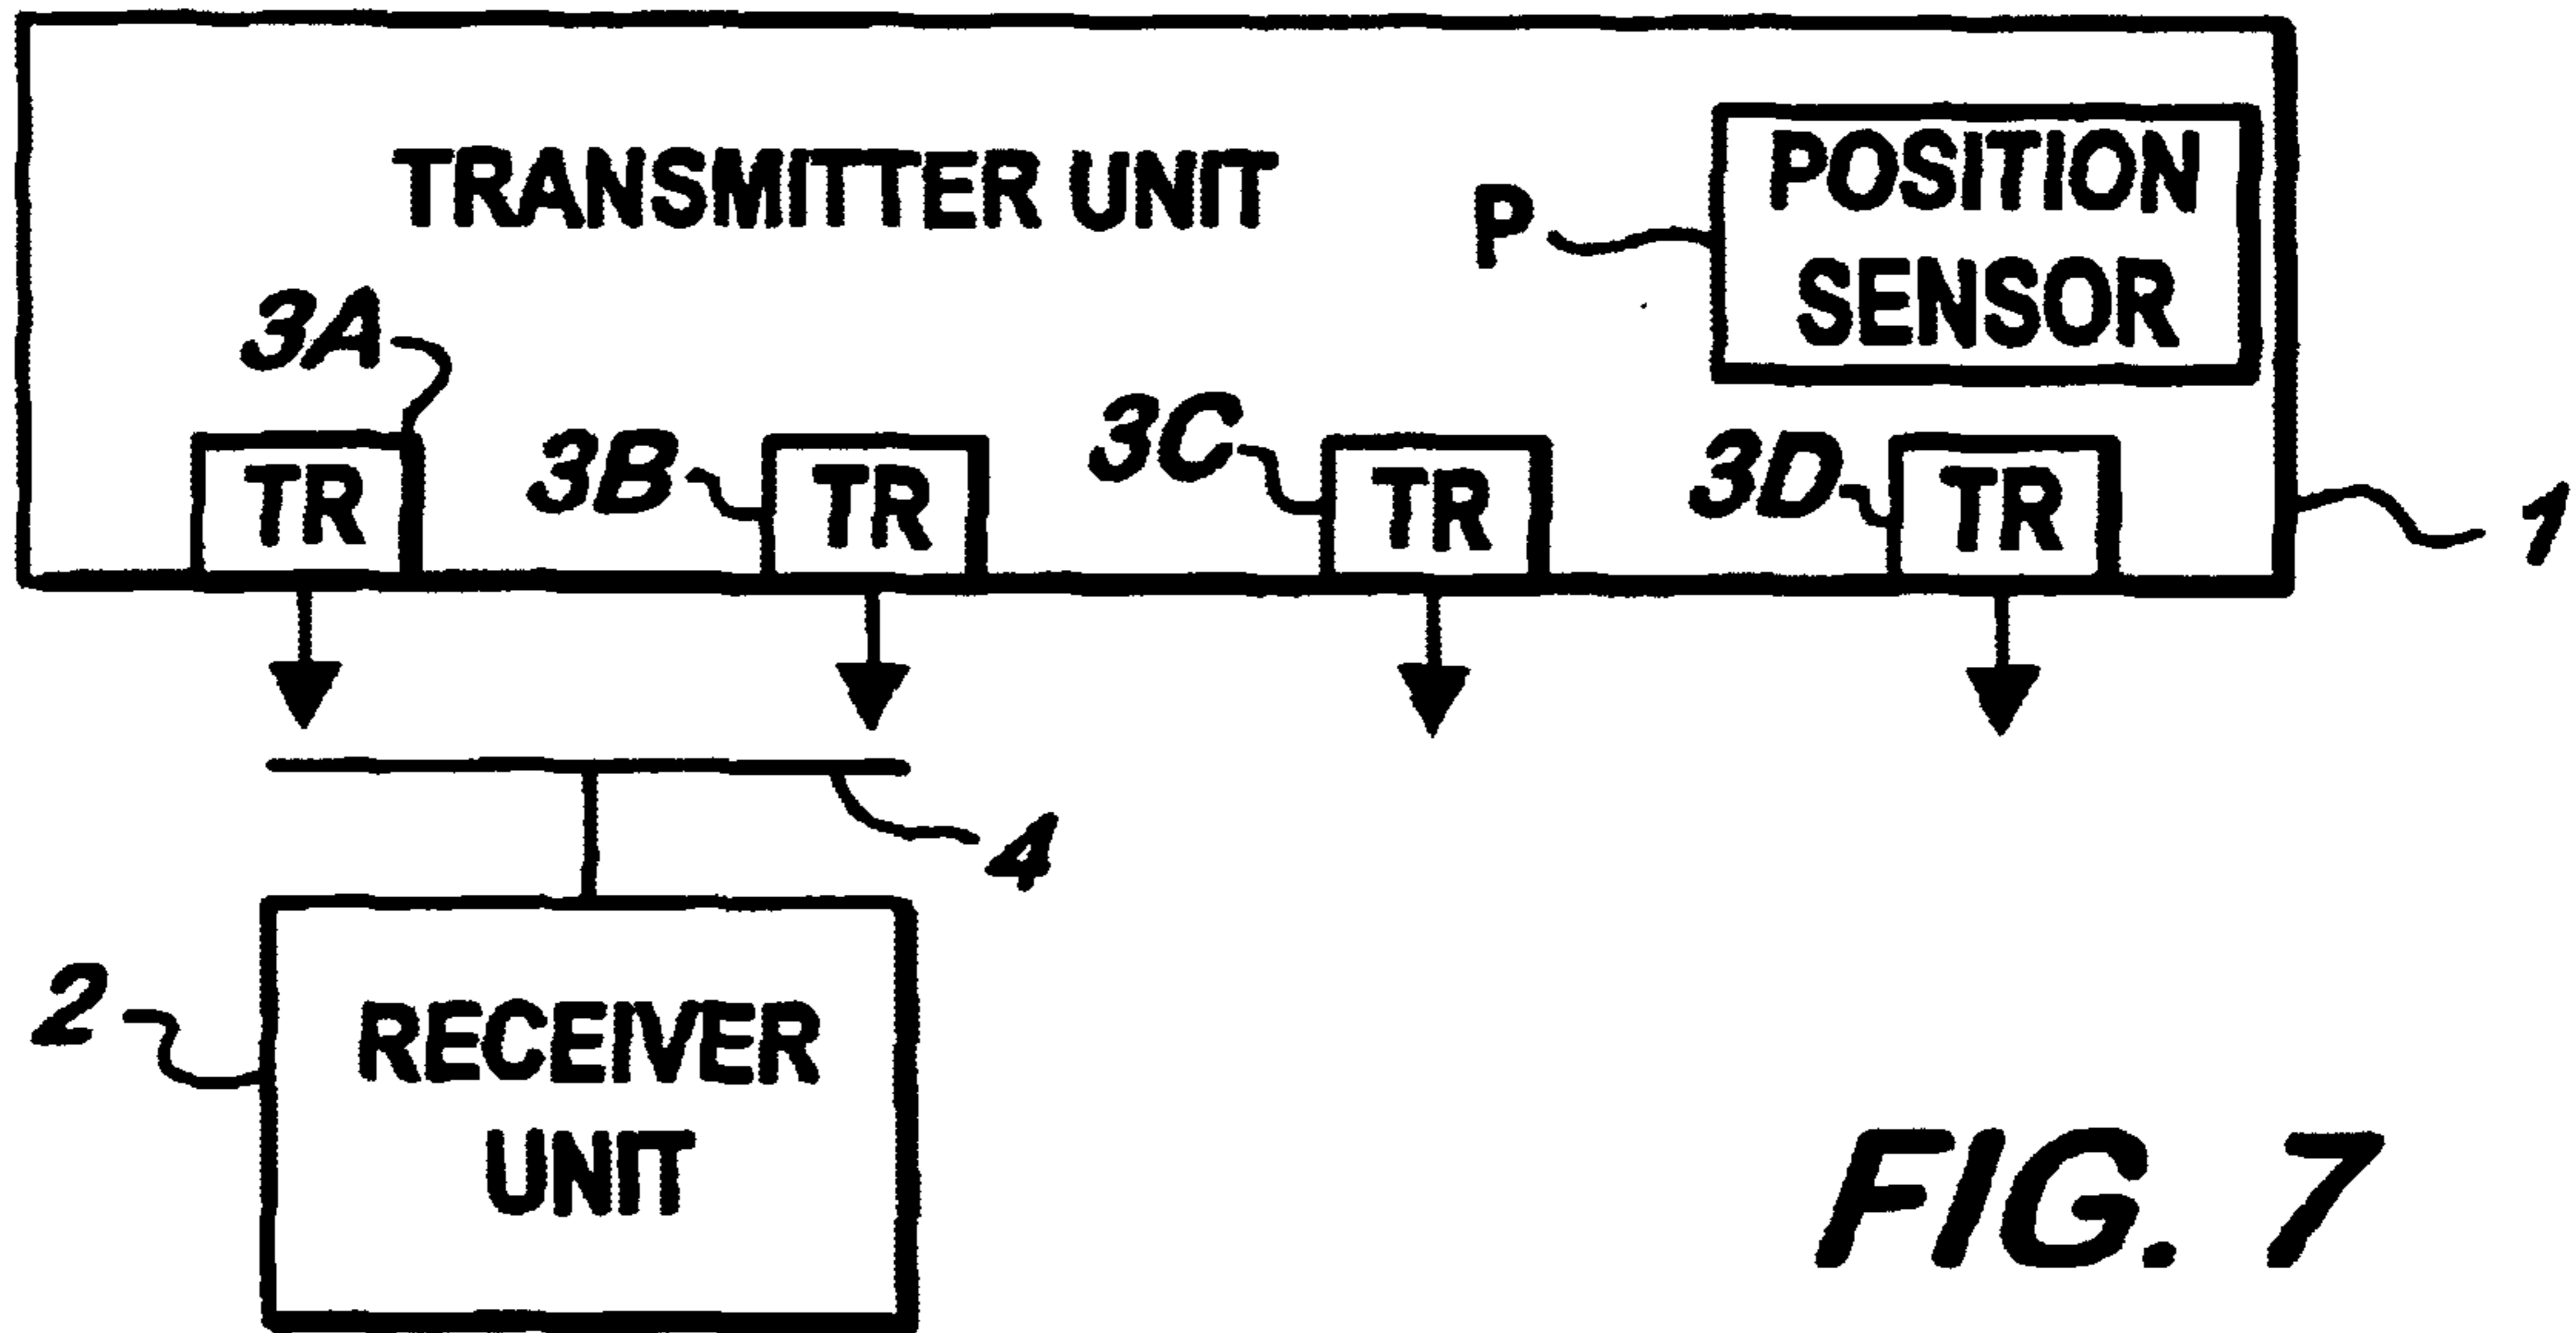 TRANSMITTER UNIT
P
POSITION
SENSOR
3A
3B
3C
3D
TR
TR
TR
TR
1
4
2
RECEIVER
UNIT
FIG. 7